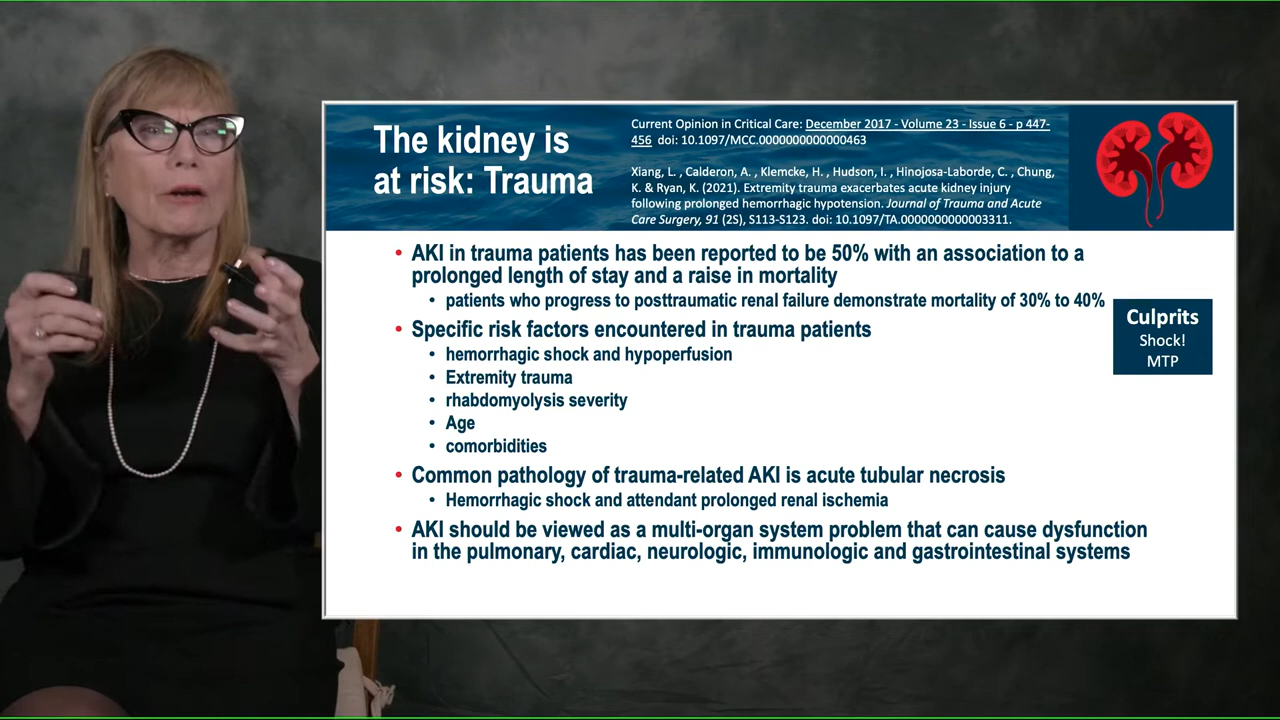 The kidney is
at risk: Trauma
Current Opinion in Critical Care: December 2017 - Volume 23 - Issue 6 - p 447-
456 doi: 10.1097/MCC.0000000000000463
Xiang, L. , Calderon, A. , Klemcke, H. , Hudson, I. , Hinojosa-Laborde, C. , Chung,
K. & Ryan, K. (2021). Extremity trauma exacerbates acute kidney injury
following prolonged hemorrhagic hypotension. Journal of Trauma and Acute
Care Surgery, 91 (2S), S113-S123. doi: 10.1097/TA.0000000000003311.
• AKI in trauma patients has been reported to be 50% with an association to a
prolonged length of stay and a raise in mortality
• patients who progress to posttraumatic renal failure demonstrate mortality of 30% to 40%
• Specific risk factors encountered in trauma patients
• hemorrhagic shock and hypoperfusion
• Extremity trauma
• rhabdomyolysis severity
• Age
• comorbidities
• Common pathology of trauma-related AKI is acute tubular necrosis
• Hemorrhagic shock and attendant prolonged renal ischemia
• AKI should be viewed as a multi-organ system problem that can cause dysfunction
in the pulmonary, cardiac, neurologic, immunologic and gastrointestinal systems
Culprits
Shock!
MTP